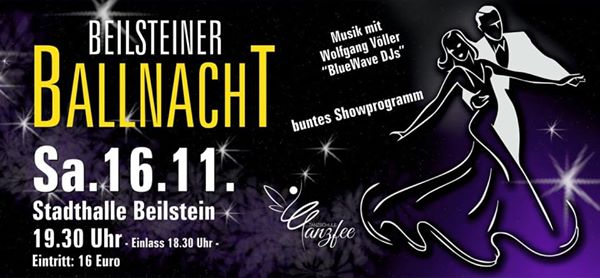 BEILSTEINER
BALLNACHT
Sa.16.11.
Stadthalle Beilstein
19.30 Uhr - Einlass 18.30 Uhr -
Eintritt: 16 Euro
Musik mit
Wolfgang Völler
"BlueWave DJs"
buntes Showprogramm
TANZSCHULE
Tanzfee